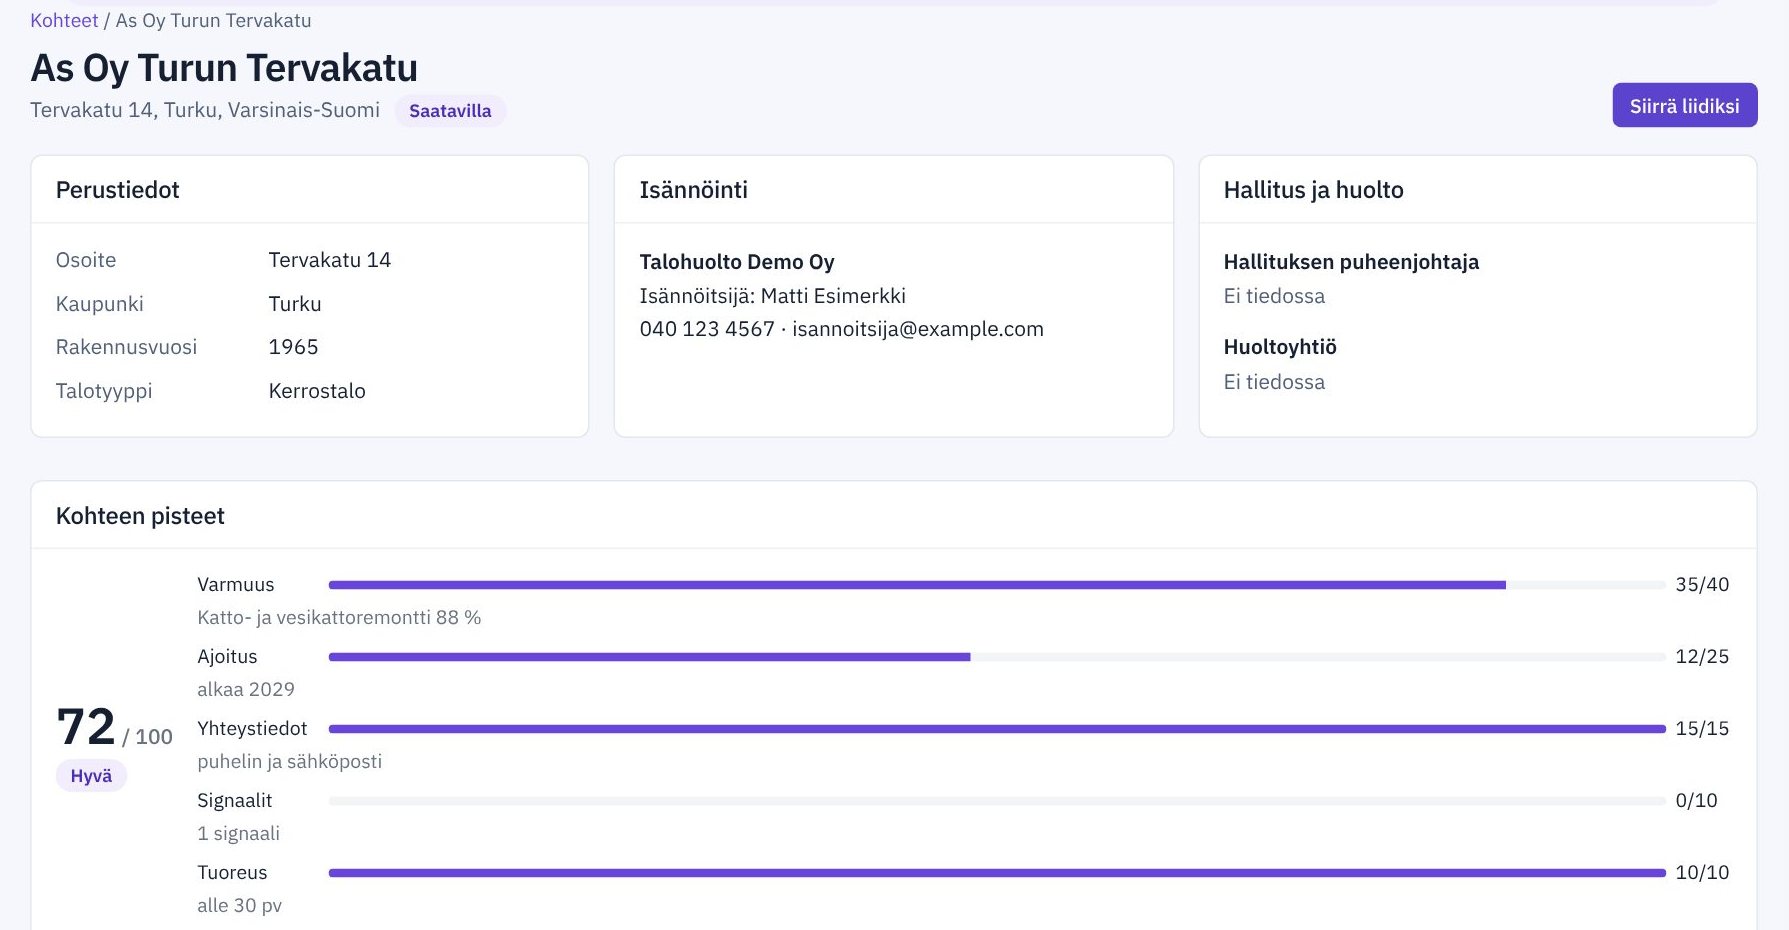 Kohteet / As Oy Turun Tervakatu
As Oy Turun Tervakatu
Tervakatu 14, Turku, Varsinais-Suomi Saatavilla
Siirrä liidiksi
Perustiedot
Osoite Tervakatu 14
Kaupunki Turku
Rakennusvuosi 1965
Talotyyppi Kerrostalo
Isännöinti
Talohuolto Demo Oy
Isännöitsijä: Matti Esimerkki
040 123 4567 · isannoitsija@example.com
Hallitus ja huolto
Hallituksen puheenjohtaja
Ei tiedossa
Huoltoyhtiö
Ei tiedossa
Kohteen pisteet
72 / 100
Hyvä
Varmuus 35/40
Katto- ja vesikattoremontti 88 %
Ajoitus 12/25
alkaa 2029
Yhteystiedot 15/15
puhelin ja sähköposti
Signaalit 0/10
1 signaali
Tuoreus 10/10
alle 30 pv